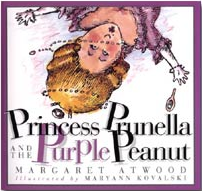 Princess Prunella
AND THE Purple Peanut
MARGARET ATWOOD
Illustrated by MARYANN KOVALSKI